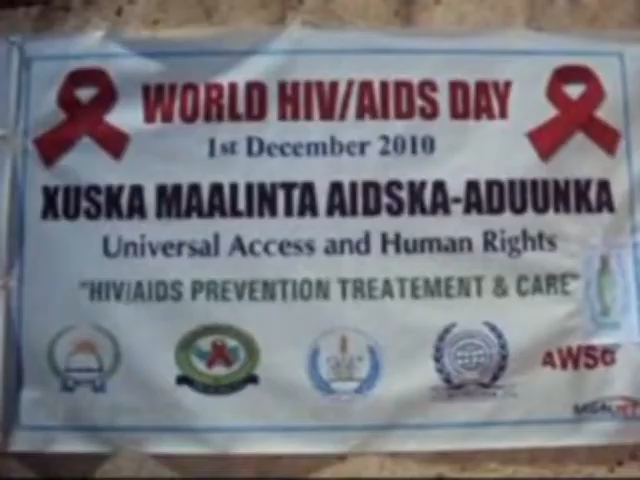 WORLD HIV/AIDS DAY
1st December 2010
XUSKA MAALINTA AIDSKA-ADUUNKA
Universal Access and Human Rights
"HIV/AIDS PREVENTION TREATEMENT & CARE"
AWSG